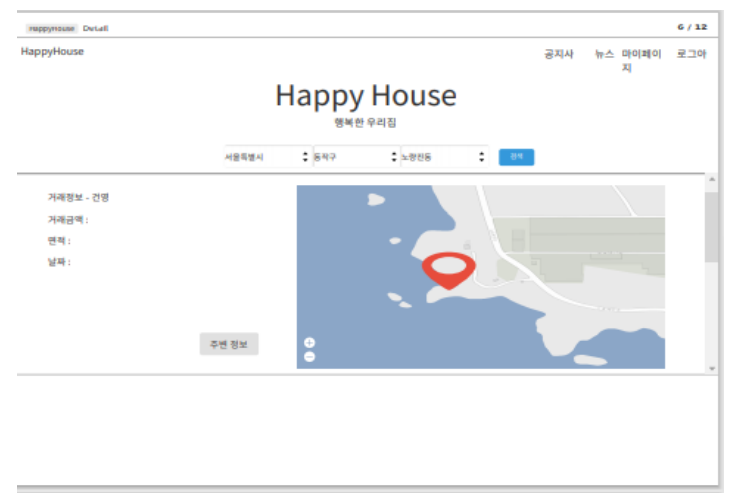 HappyHouse Detail
6 / 12
HappyHouse
공지사 뉴스 마이페이지 로그아
Happy House
행복한 우리집
서울특별시 동작구 노량진동 검색
거래정보 - 건명
거래금액 :
면적 :
날짜 :
주변 정보